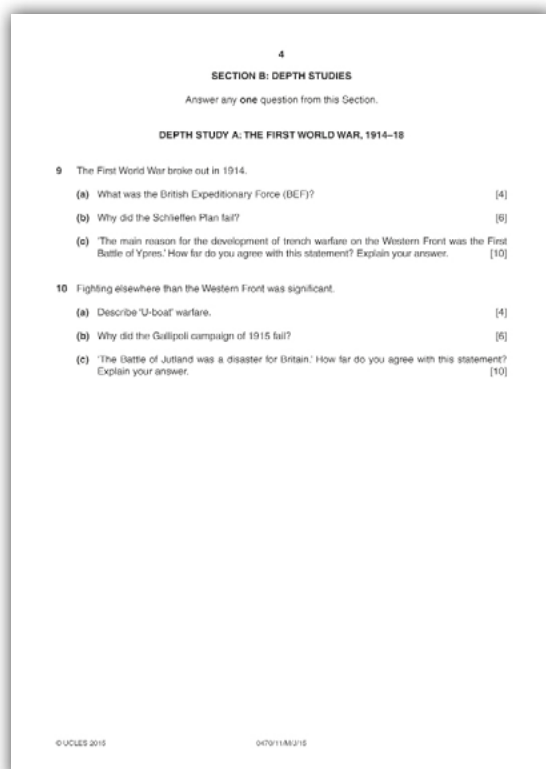 4
SECTION B: DEPTH STUDIES
Answer any one question from this Section.
DEPTH STUDY A: THE FIRST WORLD WAR, 1914–18
9 The First World War broke out in 1914.
(a) What was the British Expeditionary Force (BEF)? [4]
(b) Why did the Schlieffen Plan fail? [6]
(c) 'The main reason for the development of trench warfare on the Western Front was the First
Battle of Ypres.' How far do you agree with this statement? Explain your answer. [10]
10 Fighting elsewhere than the Western Front was significant.
(a) Describe 'U-boat' warfare. [4]
(b) Why did the Gallipoli campaign of 1915 fail? [6]
(c) 'The Battle of Jutland was a disaster for Britain.' How far do you agree with this statement?
Explain your answer. [10]
© UCLES 2015 0470/11/M/J/15